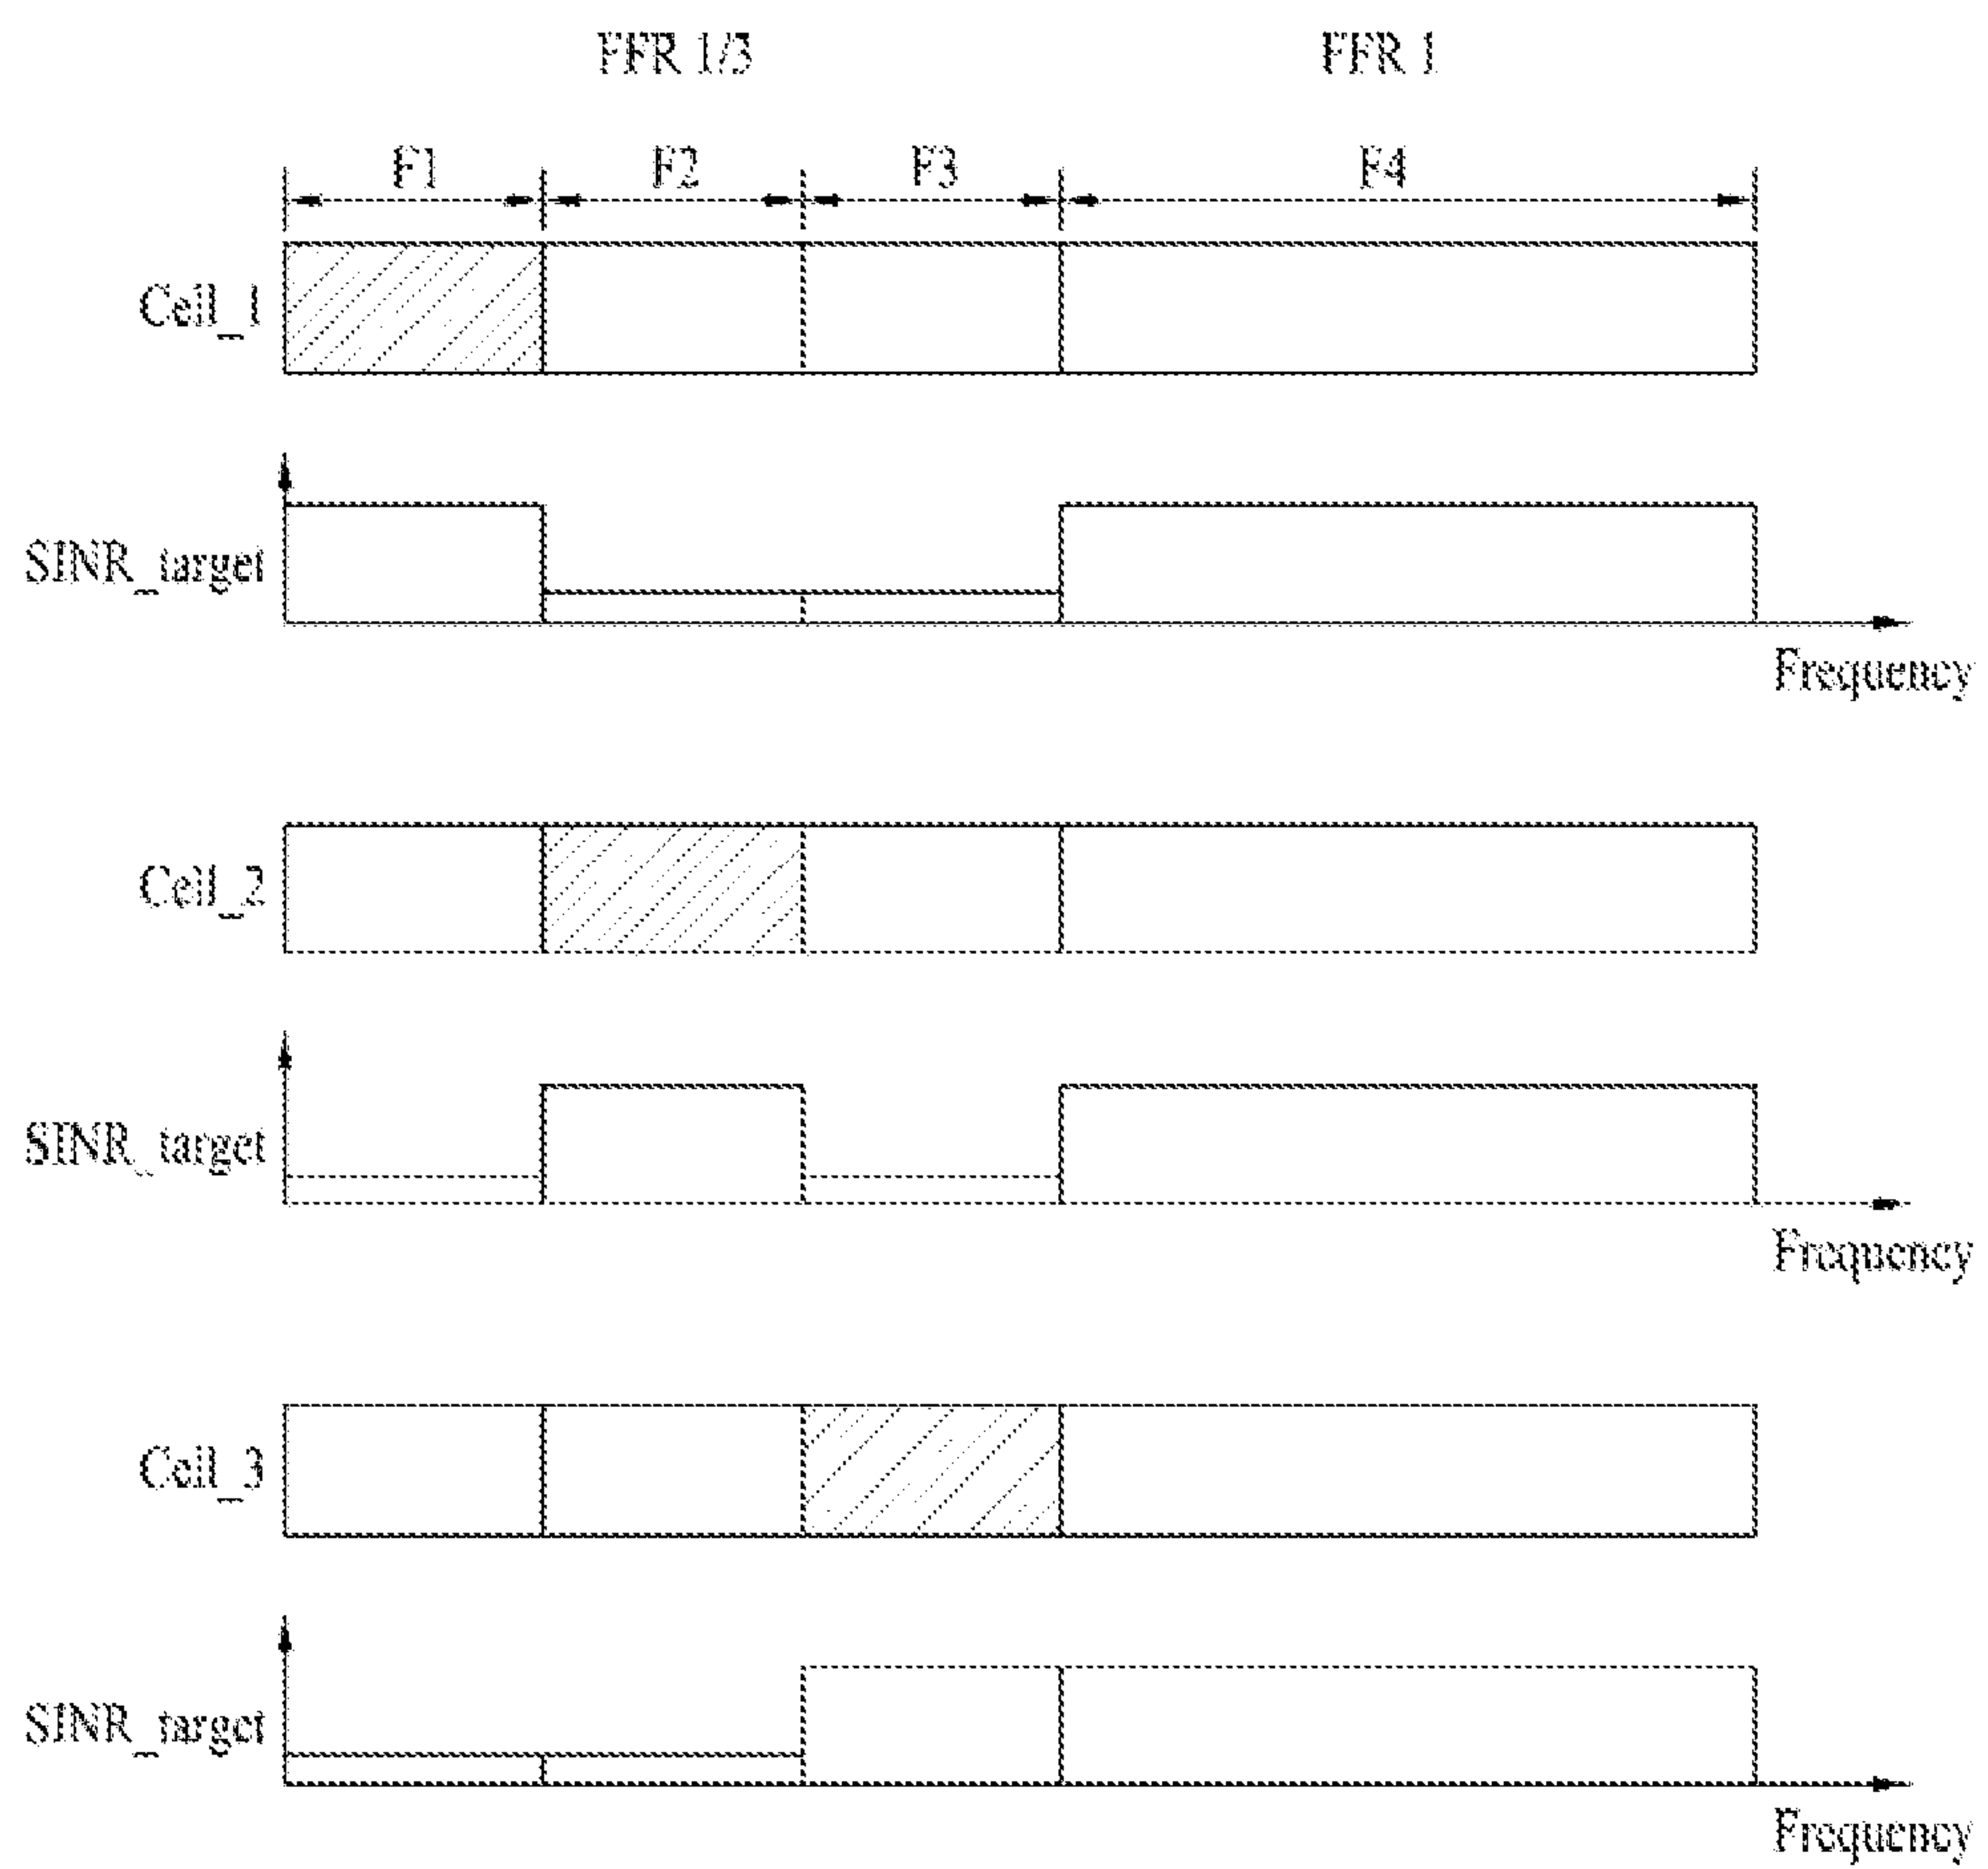 FFR 1/3 FFR 1
F1 F2 F3 F4
Cell_1
SINR_target
Frequency
Cell_2
SINR_target
Frequency
Cell_3
SINR_target
Frequency